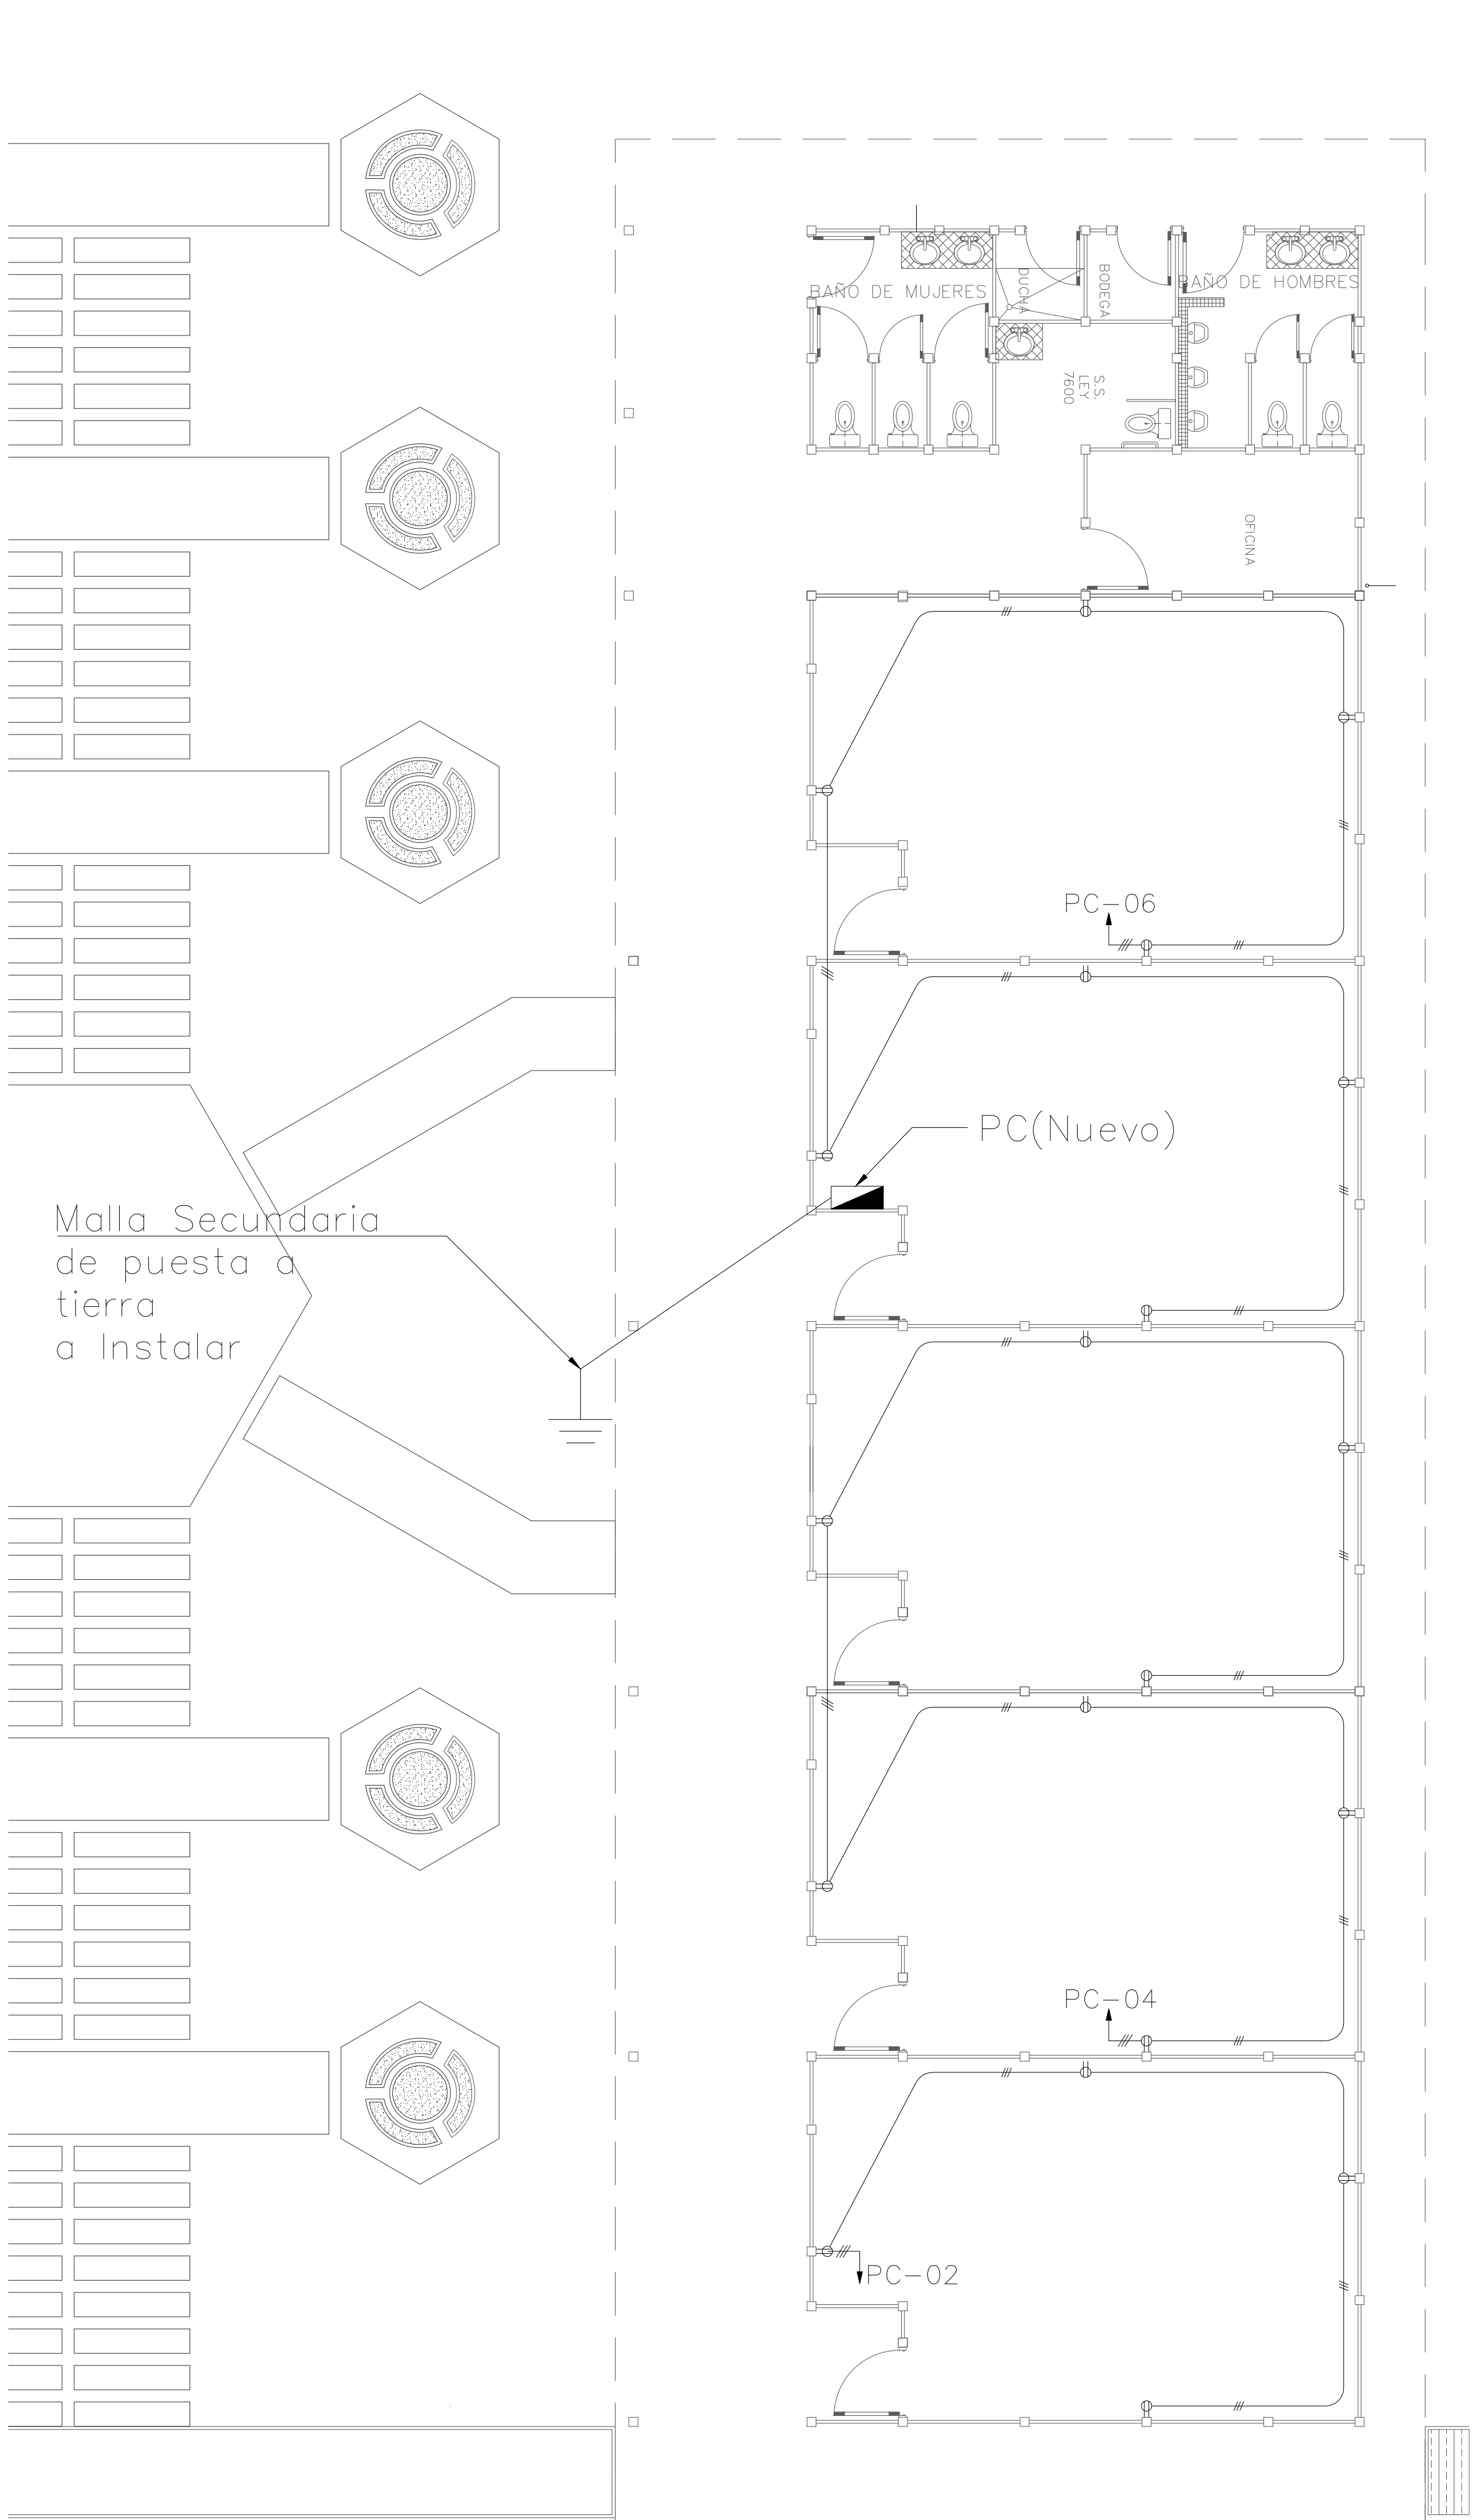 BAÑO DE MUJERES
DUCHA
BODEGA
BAÑO DE HOMBRES
S.S.
LEY
7600
OFICINA
PC-06
PC(Nuevo)
Malla Secundaria
de puesta a
tierra
a Instalar
PC-04
PC-02